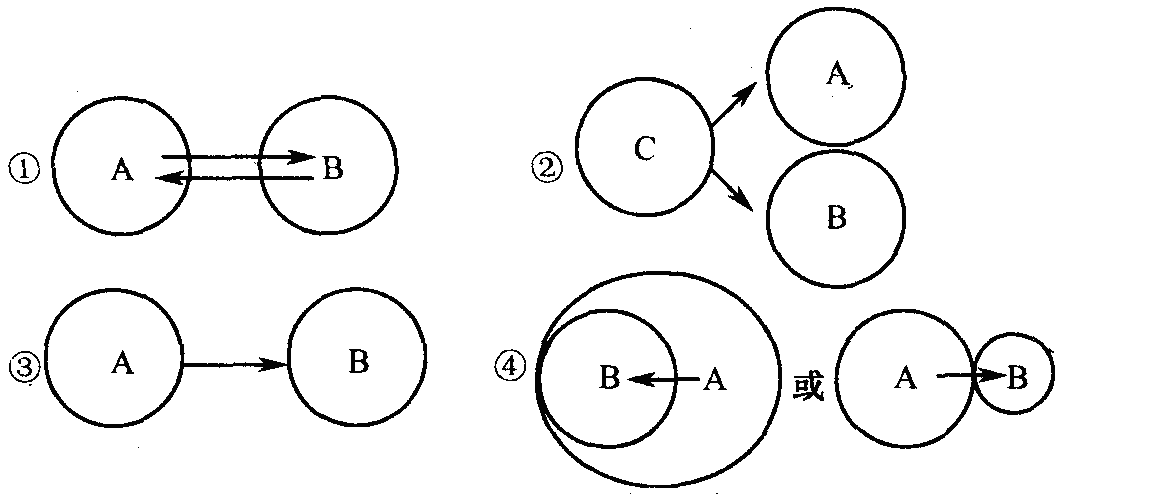 ① A B
② C A B
③ A B
④ B A 或 A B